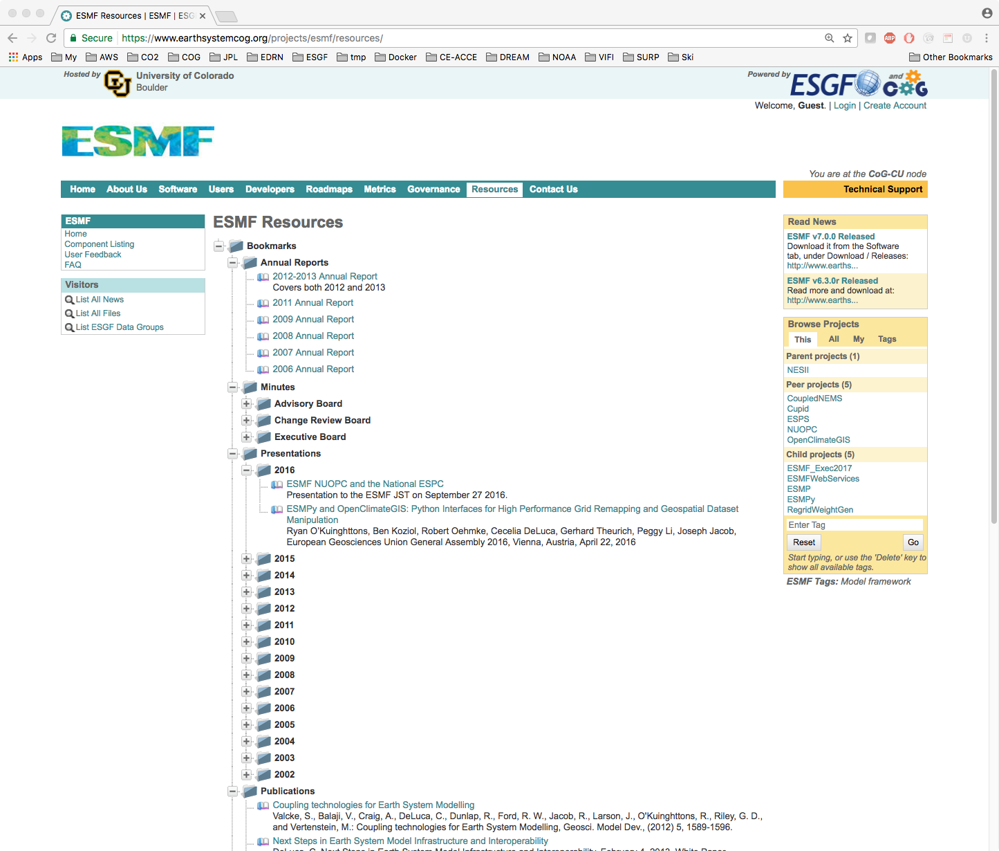 ESMF Resources | ESMF | ESG
Secure https://www.earthsystemcog.org/projects/esmf/resources/
Apps My AWS CO2 COG JPL EDRN ESGF tmp Docker CE-ACCE DREAM NOAA VIFI SURP Ski Other Bookmarks
Hosted by CU University of Colorado
Boulder
Powered by ESGF and COG
Welcome, Guest. | Login | Create Account
ESMF
You are at the CoG-CU node
Home About Us Software Users Developers Roadmaps Metrics Governance Resources Contact Us
Technical Support
ESMF
Home
Component Listing
User Feedback
FAQ
Visitors
List All News
List All Files
List ESGF Data Groups
ESMF Resources
Bookmarks
Annual Reports
2012-2013 Annual Report
Covers both 2012 and 2013
2011 Annual Report
2009 Annual Report
2008 Annual Report
2007 Annual Report
2006 Annual Report
Minutes
Advisory Board
Change Review Board
Executive Board
Presentations
2016
ESMF NUOPC and the National ESPC
Presentation to the ESMF JST on September 27 2016.
ESMPy and OpenClimateGIS: Python Interfaces for High Performance Grid Remapping and Geospatial Dataset
Manipulation
Ryan O'Kuinghttons, Ben Koziol, Robert Oehmke, Cecelia DeLuca, Gerhard Theurich, Peggy Li, Joseph Jacob,
European Geosciences Union General Assembly 2016, Vienna, Austria, April 22, 2016
2015
2014
2013
2012
2011
2010
2009
2008
2007
2006
2005
2004
2003
2002
Publications
Coupling technologies for Earth System Modelling
Valcke, S., Balaji, V., Craig, A., DeLuca, C., Dunlap, R., Ford, R. W., Jacob, R., Larson, J., O'Kuinghttons, R., Riley, G. D.,
and Vertenstein, M.: Coupling technologies for Earth System Modelling, Geosci. Model Dev., (2012) 5, 1589-1596.
Next Steps in Earth System Model Infrastructure and Interoperability
DeLuca, C. Next Steps in Earth System Model Infrastructure and Interoperability, February 4, 2013, White Paper
Read News
ESMF v7.0.0 Released
Download it from the Software
tab, under Download / Releases:
http://www.earths...
ESMF v6.3.0r Released
Read more and download at:
http://www.earths...
Browse Projects
This All My Tags
Parent projects (1)
NESII
Peer projects (5)
CoupledNEMS
Cupid
ESPS
NUOPC
OpenClimateGIS
Child projects (5)
ESMF_Exec2017
ESMFWebServices
ESMP
ESMPy
RegridWeightGen
Enter Tag
Reset Go
Start typing, or use the 'Delete' key to
show all available tags.
ESMF Tags: Model framework